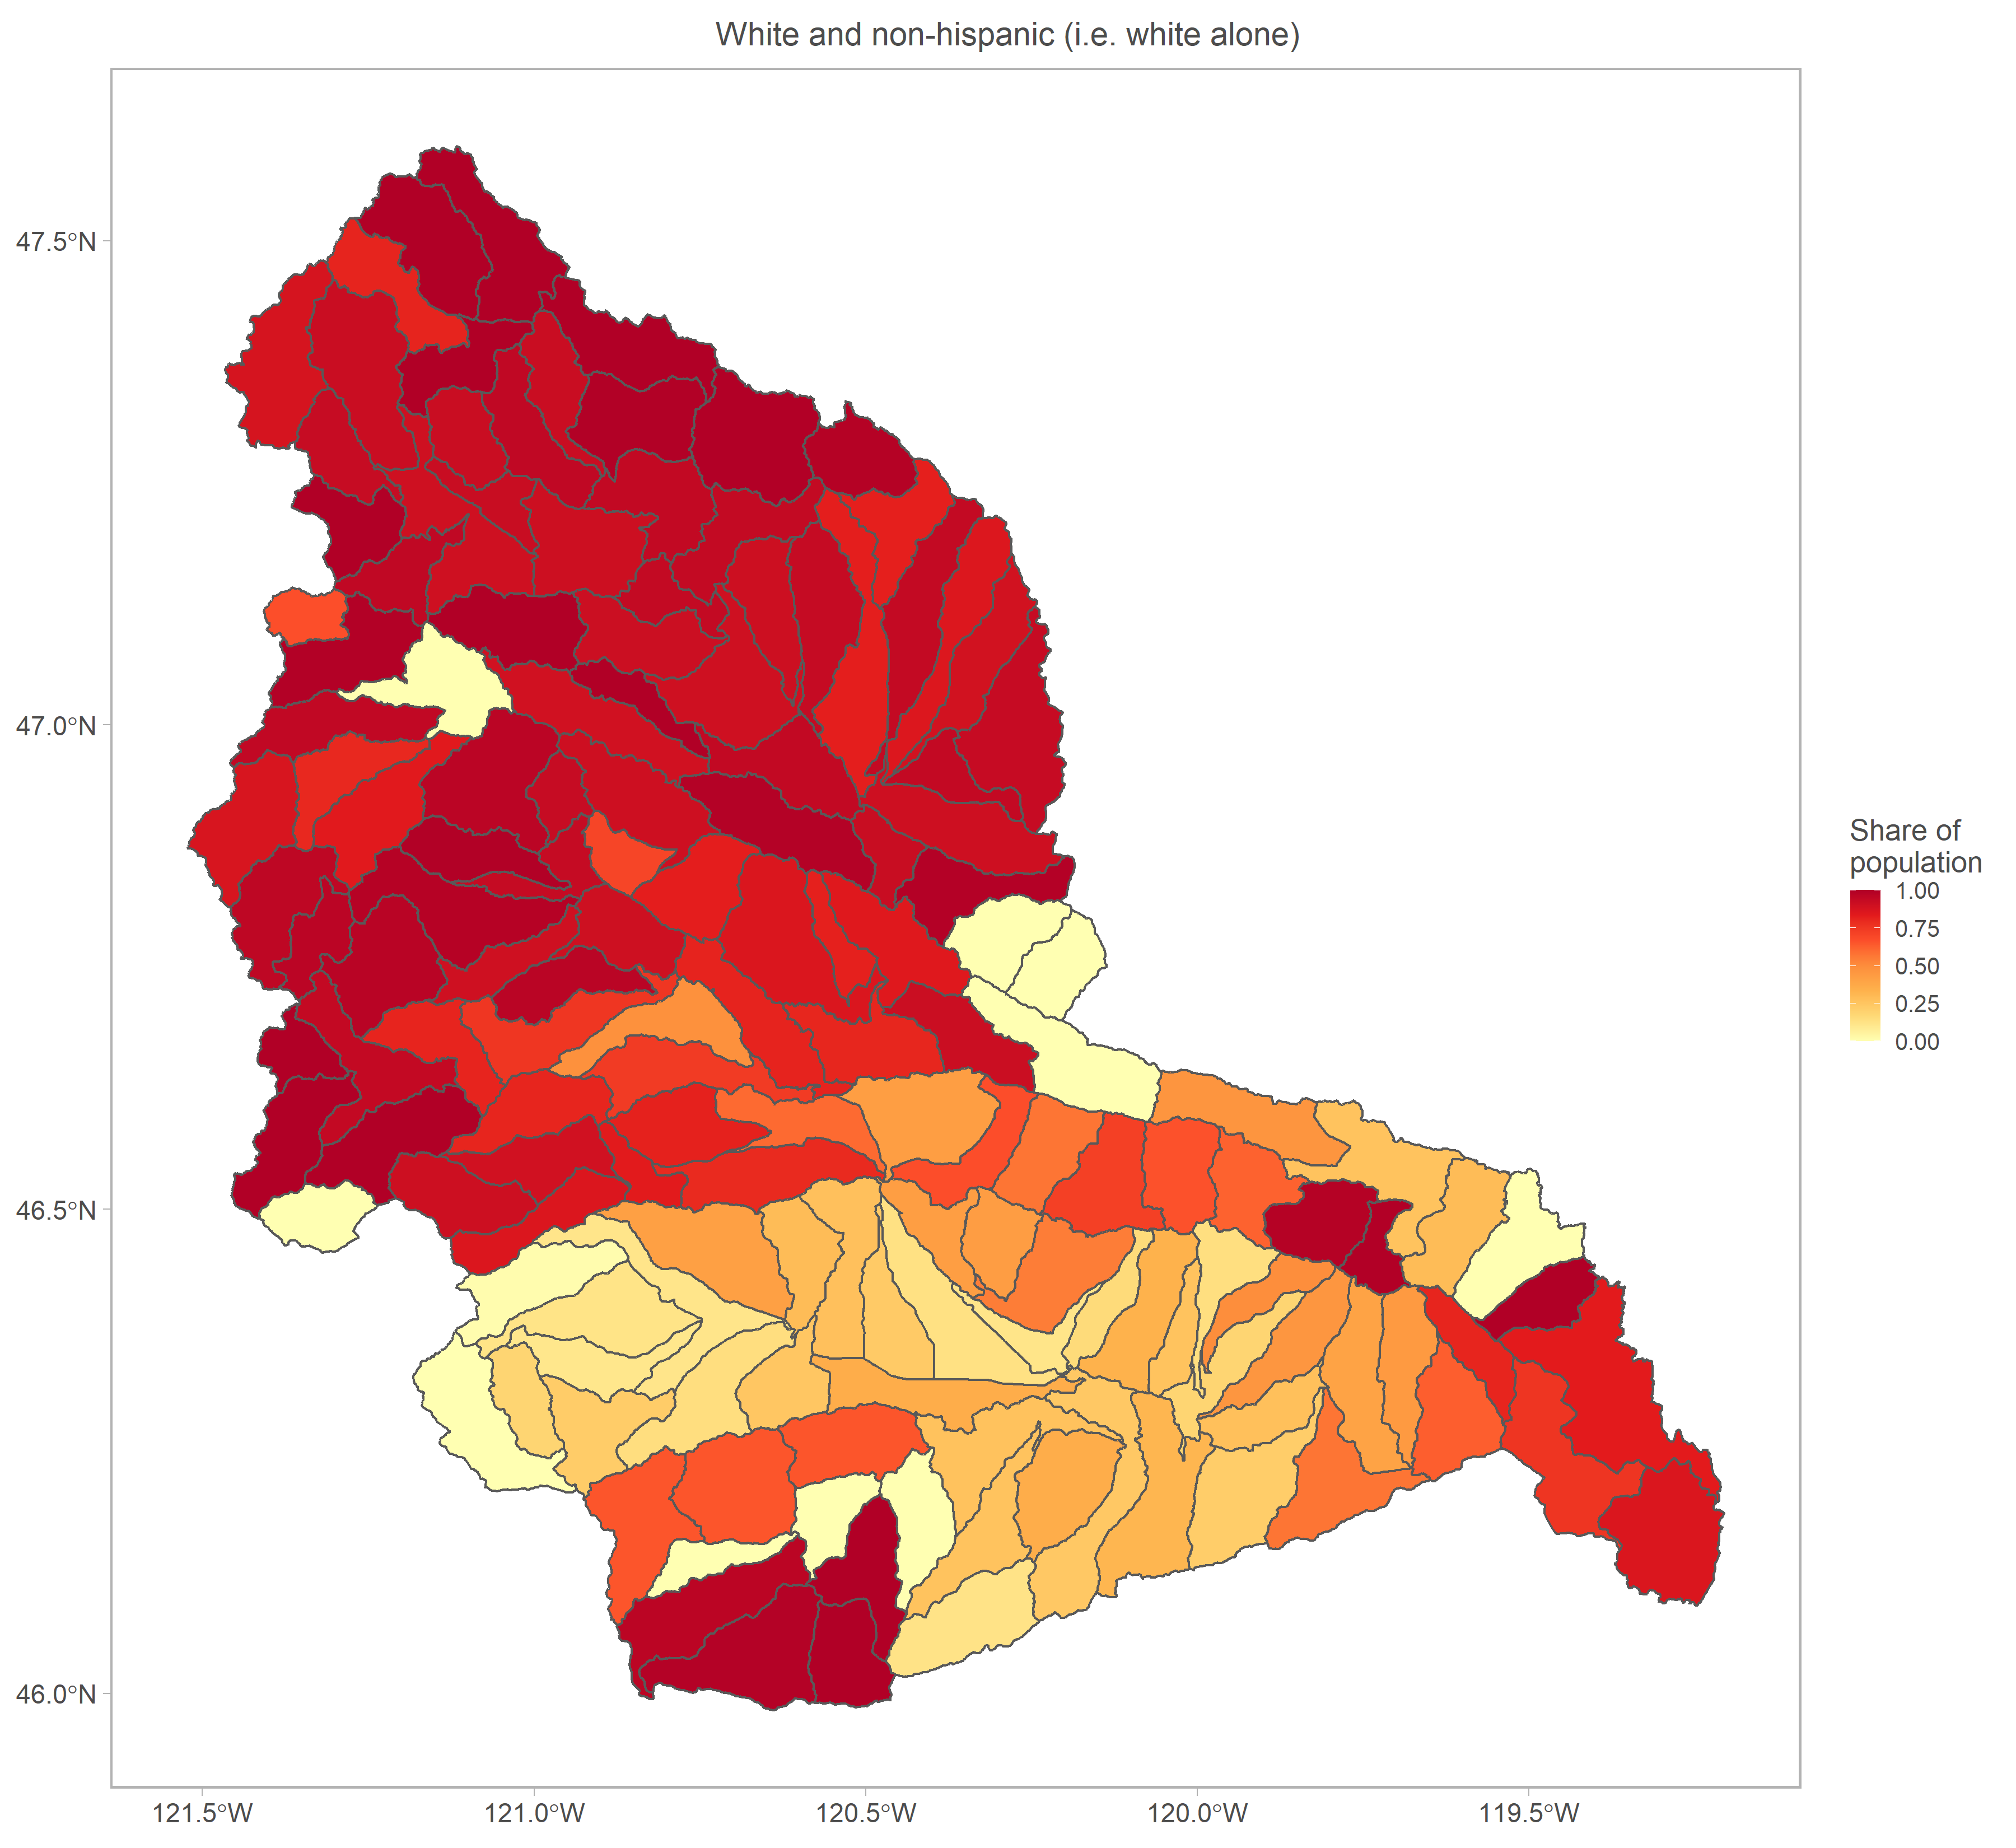 White and non-hispanic (i.e. white alone)
47.5°N
47.0°N
46.5°N
46.0°N
121.5°W
121.0°W
120.5°W
120.0°W
119.5°W
Share of
population
1.00
0.75
0.50
0.25
0.00